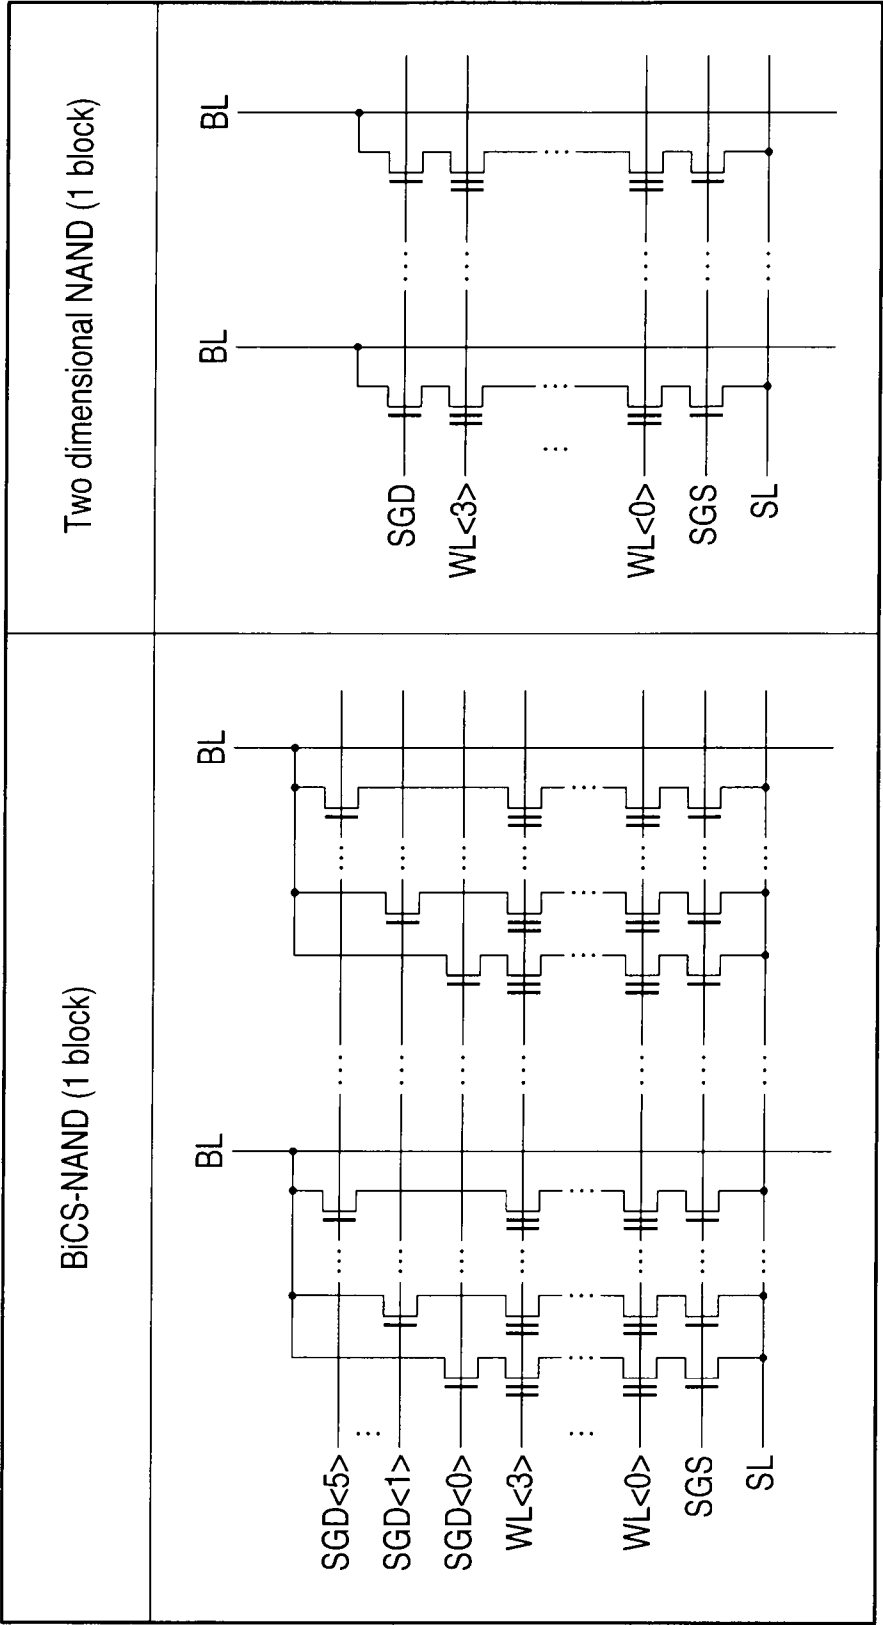 BiCS-NAND (1 block)
BL
BL
SGD<5>
...
SGD<1>
SGD<0>
WL<3>
...
WL<0>
SGS
SL
Two dimensional NAND (1 block)
BL
BL
SGD
WL<3>
...
WL<0>
SGS
SL